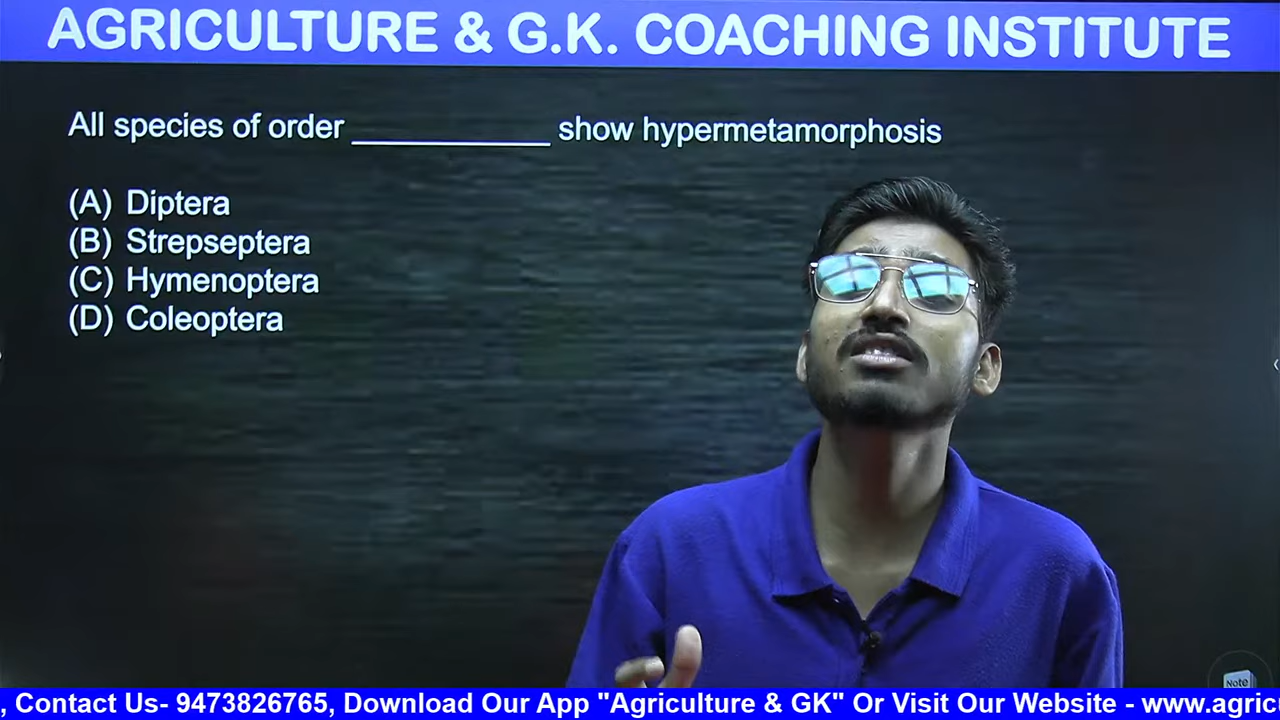 AGRICULTURE & G.K. COACHING INSTITUTE
All species of order ____________ show hypermetamorphosis
(A) Diptera
(B) Strepseptera
(C) Hymenoptera
(D) Coleoptera
Note
, Contact Us- 9473826765, Download Our App "Agriculture & GK" Or Visit Our Website - www.agric